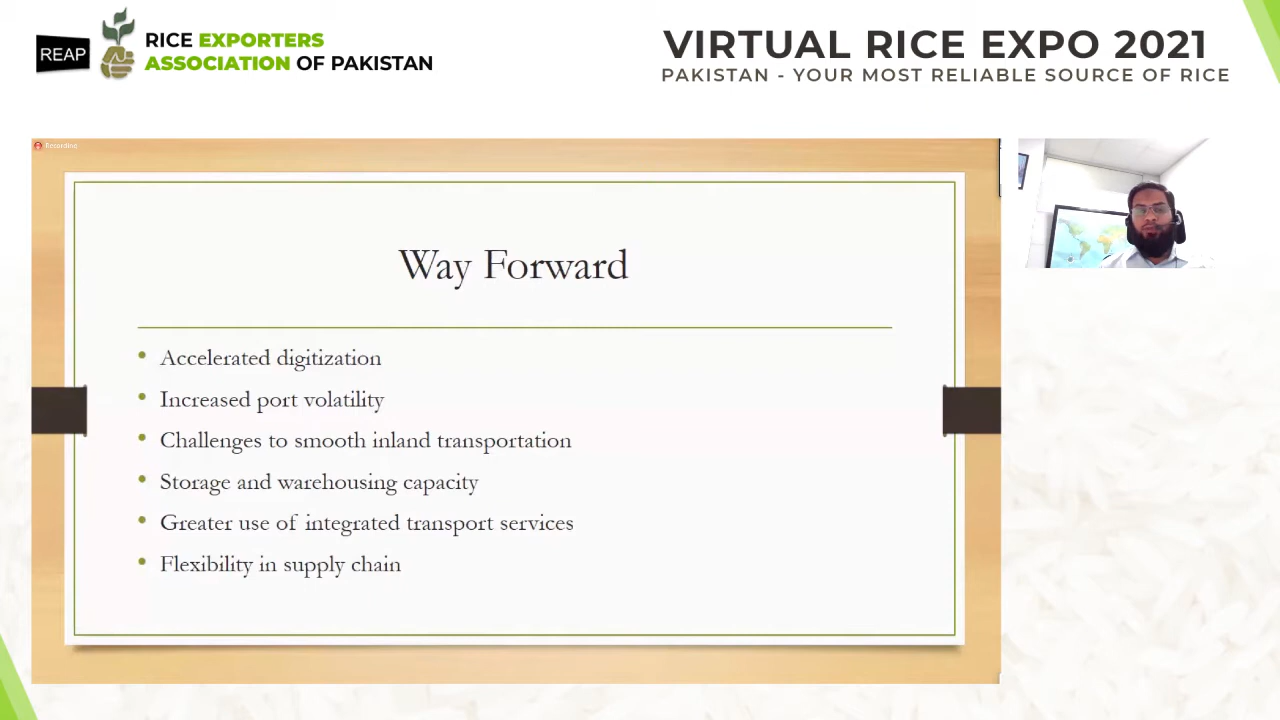 REAP
RICE EXPORTERS
ASSOCIATION OF PAKISTAN
VIRTUAL RICE EXPO 2021
PAKISTAN - YOUR MOST RELIABLE SOURCE OF RICE
Recording
Way Forward
• Accelerated digitization
• Increased port volatility
• Challenges to smooth inland transportation
• Storage and warehousing capacity
• Greater use of integrated transport services
• Flexibility in supply chain